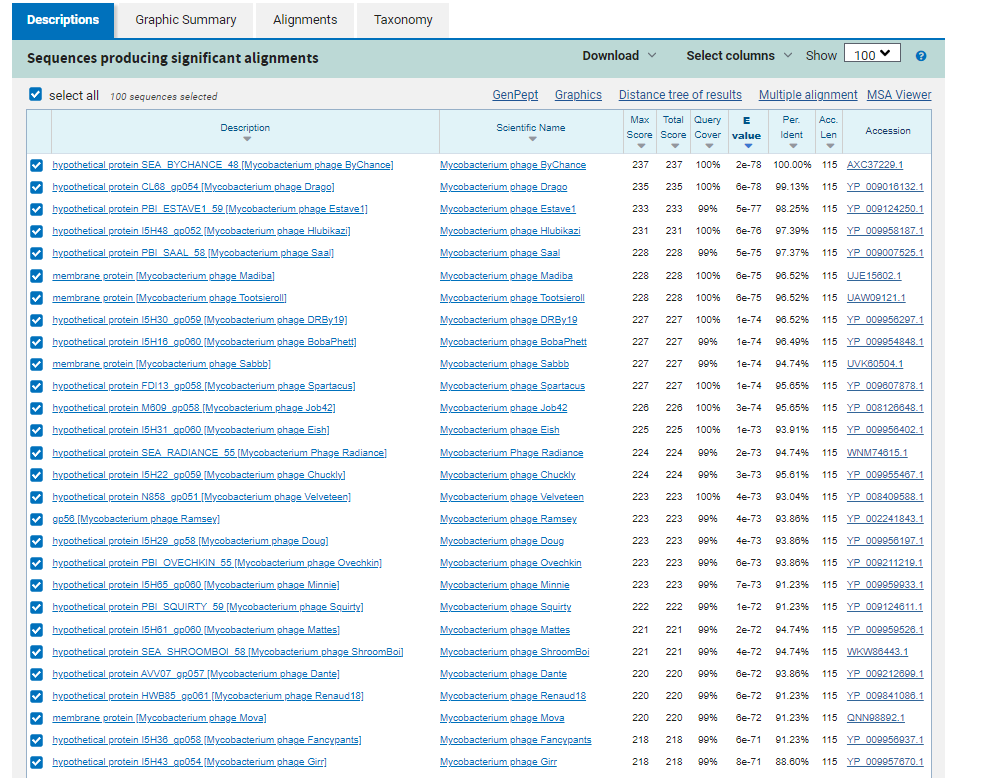 Descriptions Graphic Summary Alignments Taxonomy
Sequences producing significant alignments Download Select columns Show 100
select all 100 sequences selected GenPept Graphics Distance tree of results Multiple alignment MSA Viewer
Description Scientific Name Max Score Total Score Query Cover E value Per. Ident Acc. Len Accession
hypothetical protein SEA_BYCHANCE_48 [Mycobacterium phage ByChance] Mycobacterium phage ByChance 237 237 100% 2e-78 100.00% 115 AXC37229.1
hypothetical protein CL68_gp054 [Mycobacterium phage Drago] Mycobacterium phage Drago 235 235 100% 6e-78 99.13% 115 YP_009016132.1
hypothetical protein PBI_ESTAVE1_59 [Mycobacterium phage Estave1] Mycobacterium phage Estave1 233 233 99% 5e-77 98.25% 115 YP_009124250.1
hypothetical protein I5H48_gp052 [Mycobacterium phage Hlubikazi] Mycobacterium phage Hlubikazi 231 231 100% 6e-76 97.39% 115 YP_009958187.1
hypothetical protein PBI_SAAL_58 [Mycobacterium phage Saal] Mycobacterium phage Saal 228 228 99% 5e-75 97.37% 115 YP_009007525.1
membrane protein [Mycobacterium phage Madiba] Mycobacterium phage Madiba 228 228 100% 6e-75 96.52% 115 UJE15602.1
membrane protein [Mycobacterium phage Tootsieroll] Mycobacterium phage Tootsieroll 228 228 100% 6e-75 96.52% 115 UAW09121.1
hypothetical protein I5H30_gp059 [Mycobacterium phage DRBy19] Mycobacterium phage DRBy19 227 227 100% 1e-74 96.52% 115 YP_009956297.1
hypothetical protein I5H16_gp060 [Mycobacterium phage BobaPhett] Mycobacterium phage BobaPhett 227 227 99% 1e-74 96.49% 115 YP_009954848.1
membrane protein [Mycobacterium phage Sabbb] Mycobacterium phage Sabbb 227 227 99% 1e-74 94.74% 115 UVK60504.1
hypothetical protein FDI13_gp058 [Mycobacterium phage Spartacus] Mycobacterium phage Spartacus 227 227 100% 1e-74 95.65% 115 YP_009607878.1
hypothetical protein M609_gp058 [Mycobacterium phage Job42] Mycobacterium phage Job42 226 226 100% 3e-74 95.65% 115 YP_008126648.1
hypothetical protein I5H31_gp060 [Mycobacterium phage Eish] Mycobacterium phage Eish 225 225 100% 1e-73 93.91% 115 YP_009956402.1
hypothetical protein SEA_RADIANCE_55 [Mycobacterium Phage Radiance] Mycobacterium Phage Radiance 224 224 99% 2e-73 94.74% 115 WNM74615.1
hypothetical protein I5H22_gp059 [Mycobacterium phage Chuckly] Mycobacterium phage Chuckly 224 224 99% 3e-73 95.61% 115 YP_009955467.1
hypothetical protein N858_gp051 [Mycobacterium phage Velveteen] Mycobacterium phage Velveteen 223 223 100% 4e-73 93.04% 115 YP_008409588.1
gp56 [Mycobacterium phage Ramsey] Mycobacterium phage Ramsey 223 223 99% 4e-73 93.86% 115 YP_002241843.1
hypothetical protein I5H29_gp58 [Mycobacterium phage Doug] Mycobacterium phage Doug 223 223 99% 4e-73 93.86% 115 YP_009956197.1
hypothetical protein PBI_OVECHKIN_55 [Mycobacterium phage Ovechkin] Mycobacterium phage Ovechkin 223 223 99% 6e-73 93.86% 115 YP_009211219.1
hypothetical protein I5H65_gp060 [Mycobacterium phage Minnie] Mycobacterium phage Minnie 223 223 99% 7e-73 91.23% 115 YP_009959933.1
hypothetical protein PBI_SQUIRTY_59 [Mycobacterium phage Squirty] Mycobacterium phage Squirty 222 222 99% 1e-72 91.23% 115 YP_009124611.1
hypothetical protein I5H61_gp060 [Mycobacterium phage Mattes] Mycobacterium phage Mattes 221 221 99% 2e-72 94.74% 115 YP_009959526.1
hypothetical protein SEA_SHROOMBOI_58 [Mycobacterium phage ShroomBoi] Mycobacterium phage ShroomBoi 221 221 99% 4e-72 94.74% 115 WKW86443.1
hypothetical protein AVV07_gp057 [Mycobacterium phage Dante] Mycobacterium phage Dante 220 220 99% 6e-72 93.86% 115 YP_009212699.1
hypothetical protein HWB85_gp061 [Mycobacterium phage Renaud18] Mycobacterium phage Renaud18 220 220 99% 6e-72 91.23% 115 YP_009841086.1
membrane protein [Mycobacterium phage Mova] Mycobacterium phage Mova 220 220 99% 6e-72 91.23% 115 QNN98892.1
hypothetical protein I5H36_gp058 [Mycobacterium phage Fancypants] Mycobacterium phage Fancypants 218 218 99% 6e-71 91.23% 115 YP_009956937.1
hypothetical protein I5H43_gp054 [Mycobacterium phage Girr] Mycobacterium phage Girr 218 218 99% 8e-71 88.60% 115 YP_009957670.1